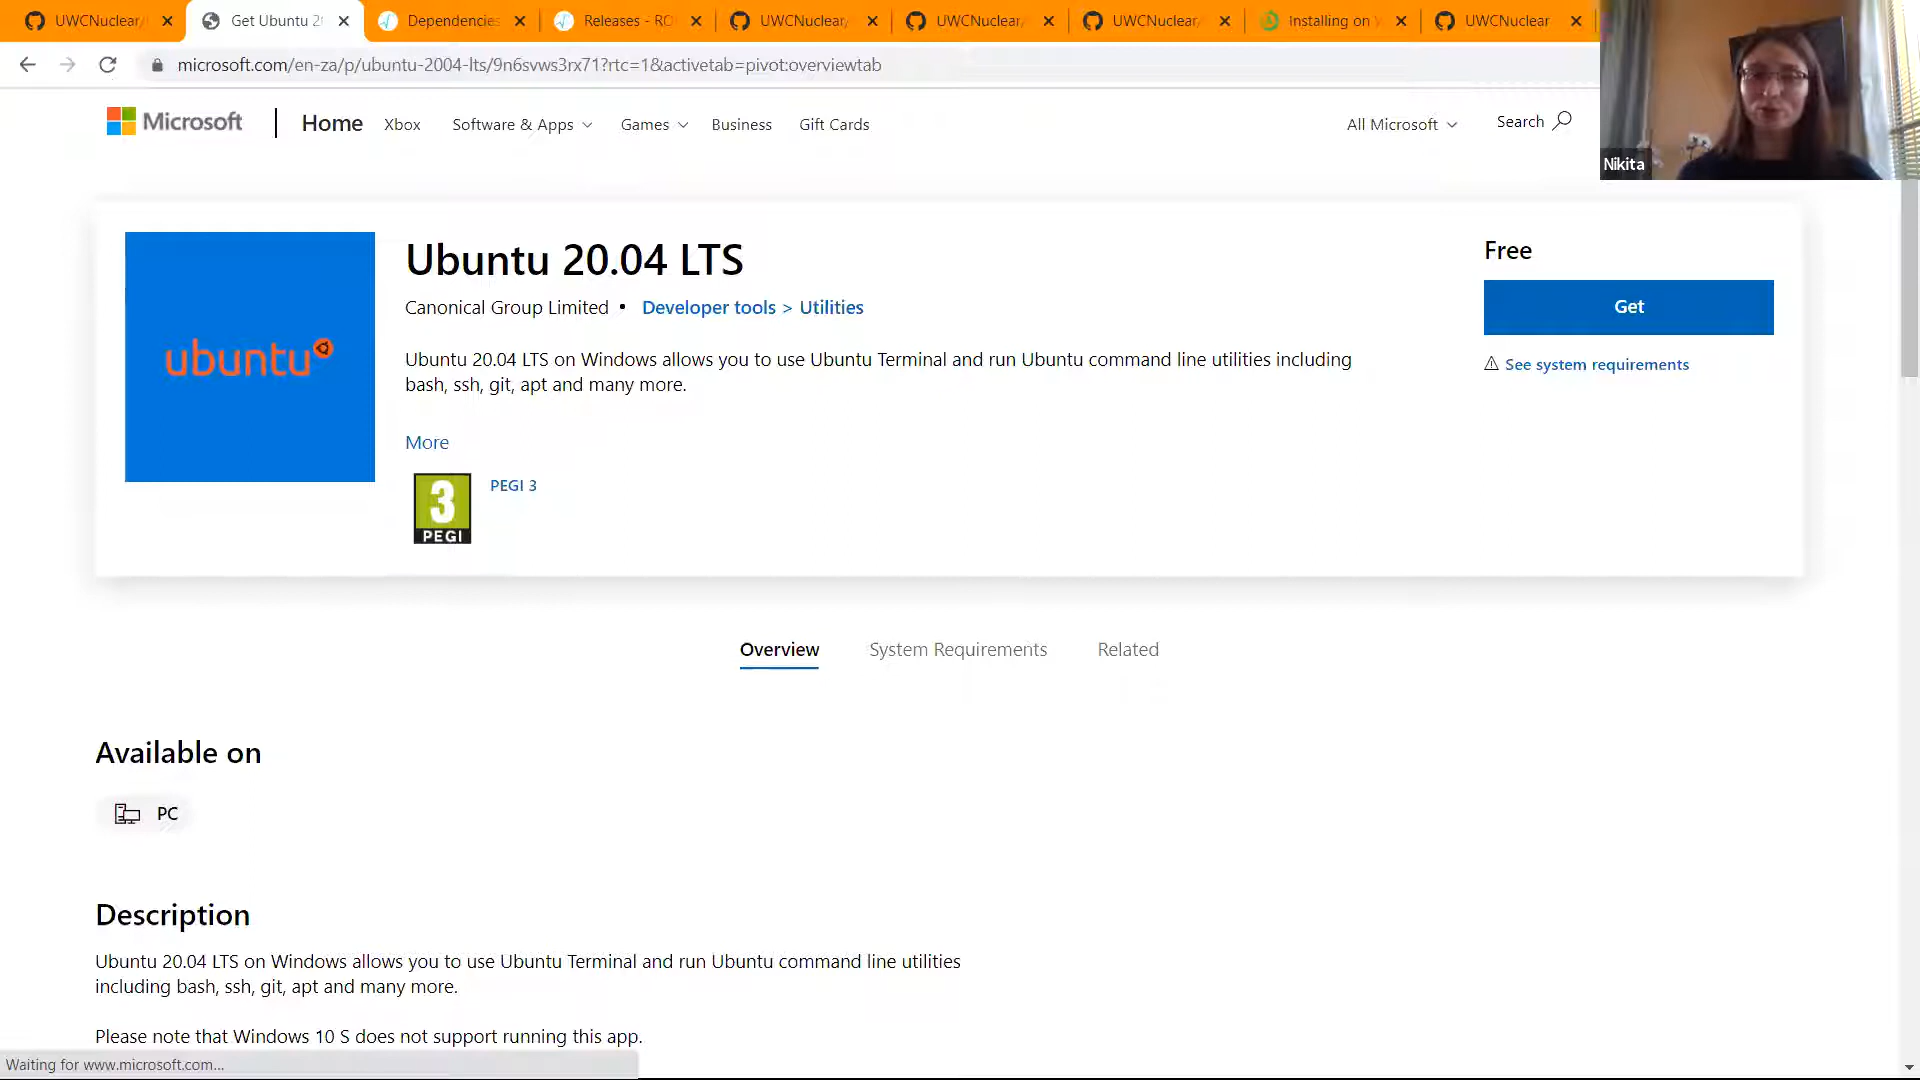 UWCNuclear/
Get Ubuntu 2
Dependencies
Releases - RO
UWCNuclear/
UWCNuclear/
UWCNuclear/
Installing on
UWCNuclear
microsoft.com/en-za/p/ubuntu-2004-lts/9n6svws3rx71?rtc=1&activetab=pivot:overviewtab
Microsoft
Home
Xbox
Software & Apps
Games
Business
Gift Cards
All Microsoft
Search
Nikita
ubuntu
Ubuntu 20.04 LTS
Canonical Group Limited • Developer tools > Utilities
Ubuntu 20.04 LTS on Windows allows you to use Ubuntu Terminal and run Ubuntu command line utilities including
bash, ssh, git, apt and many more.
More
3
PEGI
PEGI 3
Free
Get
See system requirements
Overview
System Requirements
Related
Available on
PC
Description
Ubuntu 20.04 LTS on Windows allows you to use Ubuntu Terminal and run Ubuntu command line utilities
including bash, ssh, git, apt and many more.
Please note that Windows 10 S does not support running this app.
Waiting for www.microsoft.com...